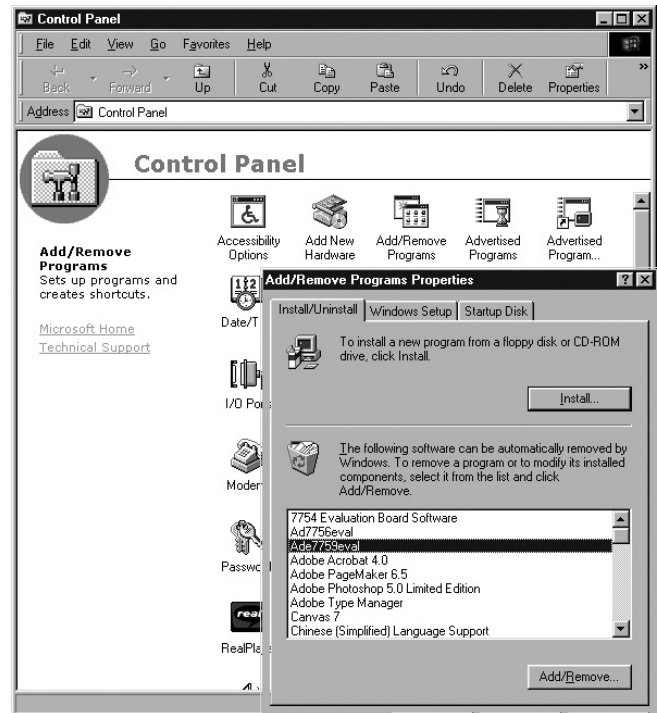 Control Panel
File Edit View Go Favorites Help
Back Forward Up Cut Copy Paste Undo Delete Properties »
Address Control Panel
Control Panel
Add/Remove
Programs
Sets up programs and
creates shortcuts.
Microsoft Home
Technical Support
Accessibility
Options
Add New
Hardware
Add/Remove
Programs
Advertised
Programs
Advertised
Program...
Date/T
I/O Por
Modem
Passwo
real
RealPla
Add/Remove Programs Properties
Install/Uninstall Windows Setup Startup Disk
To install a new program from a floppy disk or CD-ROM
drive, click Install.
Install...
The following software can be automatically removed by
Windows. To remove a program or to modify its installed
components, select it from the list and click
Add/Remove.
7754 Evaluation Board Software
Ad7756eval
Ade7759eval
Adobe Acrobat 4.0
Adobe PageMaker 6.5
Adobe Photoshop 5.0 Limited Edition
Adobe Type Manager
Canvas 7
Chinese (Simplified) Language Support
Add/Remove...